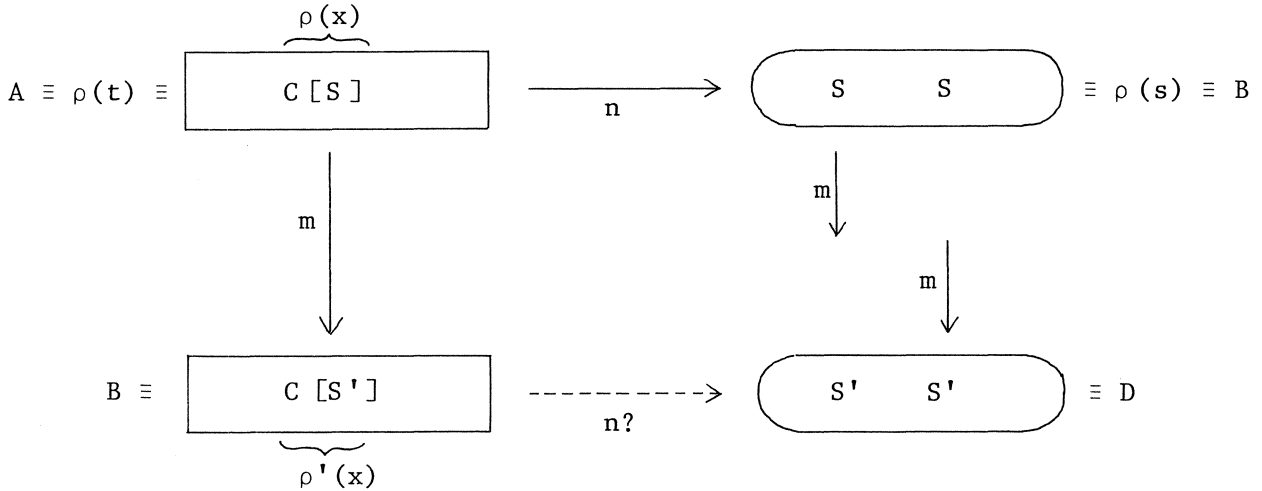 ρ(x)
A ≡ ρ(t) ≡ C[S] n S S ≡ ρ(s) ≡ B
m m
m
B ≡ C[S'] n? S' S' ≡ D
ρ'(x)